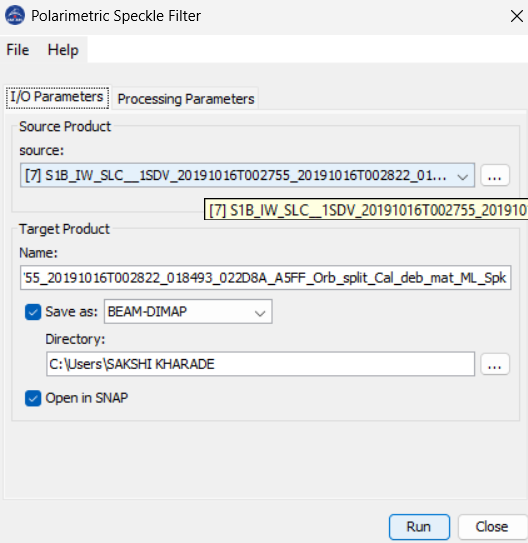 Polarimetric Speckle Filter
File Help
I/O Parameters Processing Parameters
Source Product
source:
[7] S1B_IW_SLC__1SDV_20191016T002755_20191016T002822_01... ...
[7] S1B_IW_SLC__1SDV_20191016T002755_201910
Target Product
Name:
'55_20191016T002822_018493_022D8A_A5FF_Orb_split_Cal_deb_mat_ML_Spk
Save as: BEAM-DIMAP
Directory:
C:\Users\SAKSHI KHARADE ...
Open in SNAP
Run Close